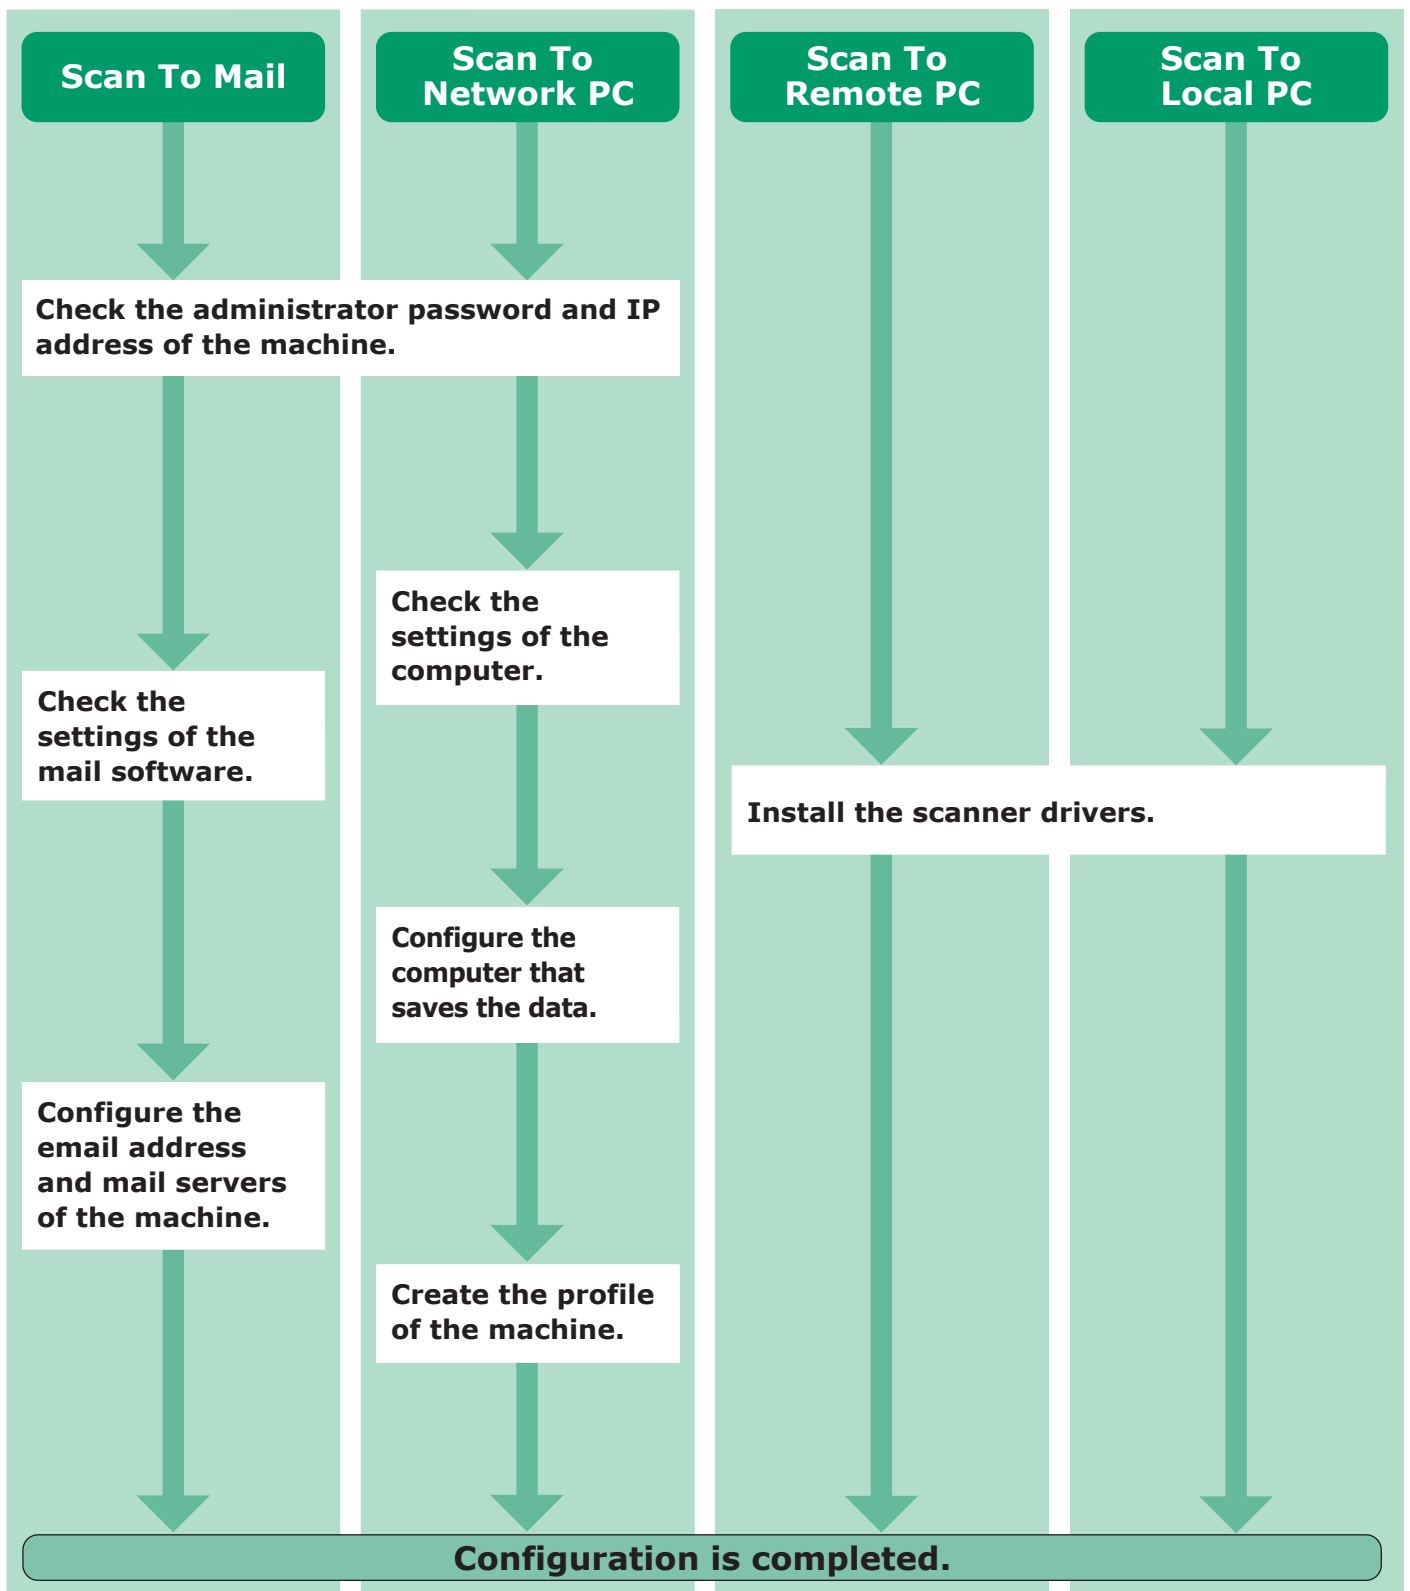 Scan To Mail
Scan To
Network PC
Scan To
Remote PC
Scan To
Local PC
Check the administrator password and IP
address of the machine.
Check the
settings of the
computer.
Check the
settings of the
mail software.
Install the scanner drivers.
Configure the
computer that
saves the data.
Configure the
email address
and mail servers
of the machine.
Create the profile
of the machine.
Configuration is completed.